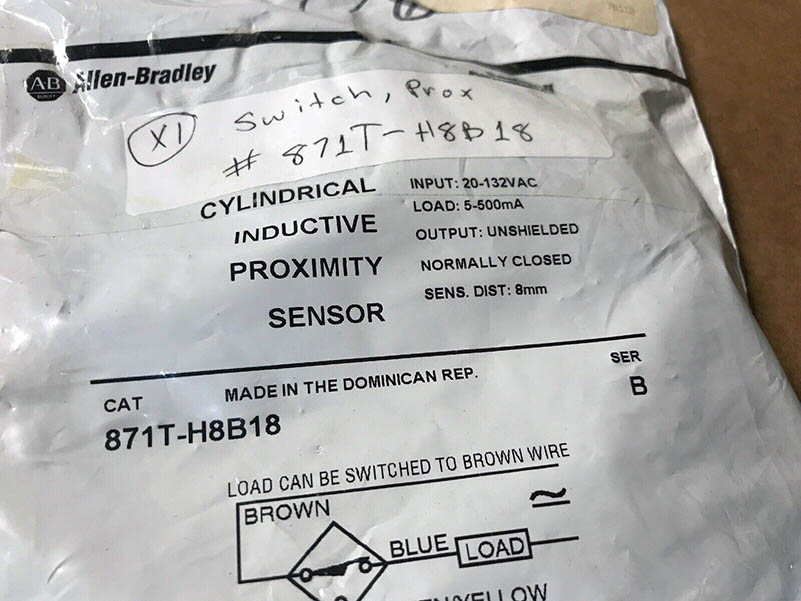 AB
Allen-Bradley
X1 Switch, Prox
# 871T-H8B18
CYLINDRICAL
INDUCTIVE
PROXIMITY
SENSOR
INPUT: 20-132VAC
LOAD: 5-500mA
OUTPUT: UNSHIELDED
NORMALLY CLOSED
SENS. DIST: 8mm
CAT
MADE IN THE DOMINICAN REP.
SER
871T-H8B18
B
LOAD CAN BE SWITCHED TO BROWN WIRE
BROWN
BLUE
LOAD
YELLOW